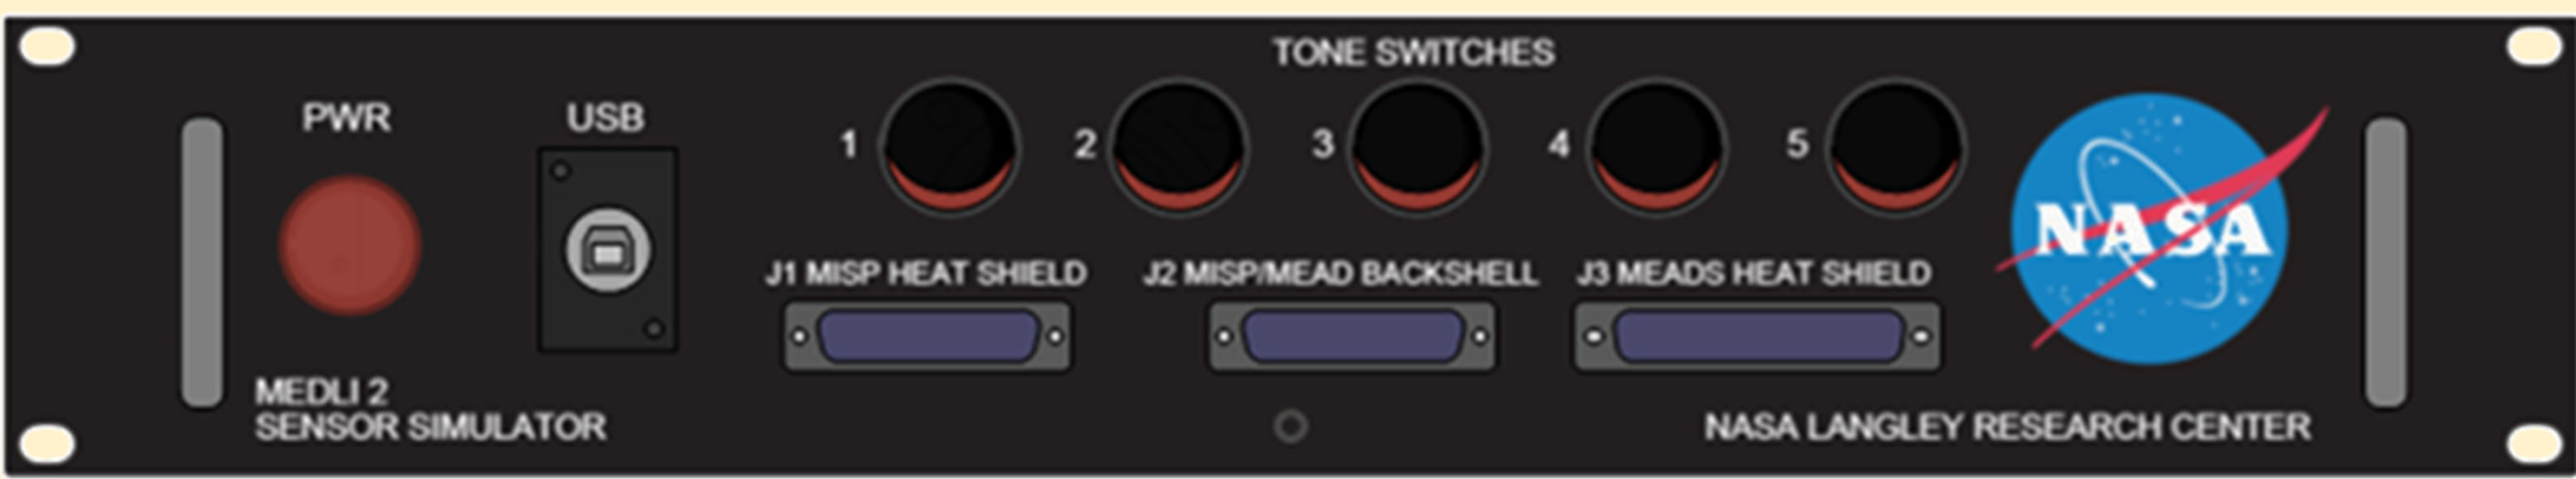 TONE SWITCHES
PWR
USB
1 2 3 4 5
J1 MISP HEAT SHIELD
J2 MISP/MEAD BACKSHELL
J3 MEADS HEAT SHIELD
NASA
MEDLI 2
SENSOR SIMULATOR
NASA LANGLEY RESEARCH CENTER